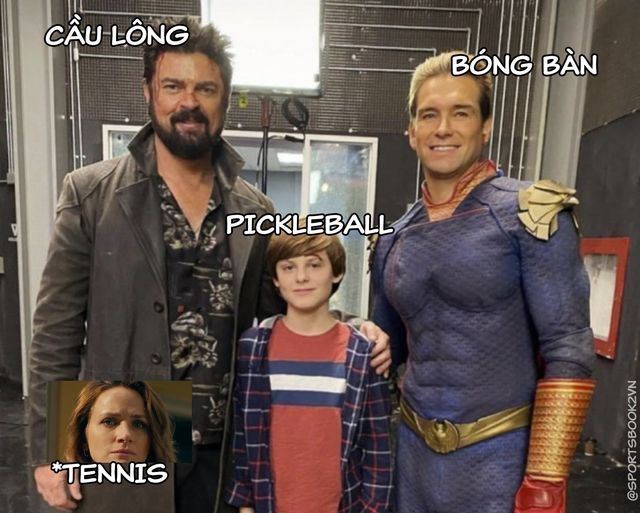 CẦU LÔNG
BÓNG BÀN
PICKLEBALL
*TENNIS
@SPORTSBOOK2VN